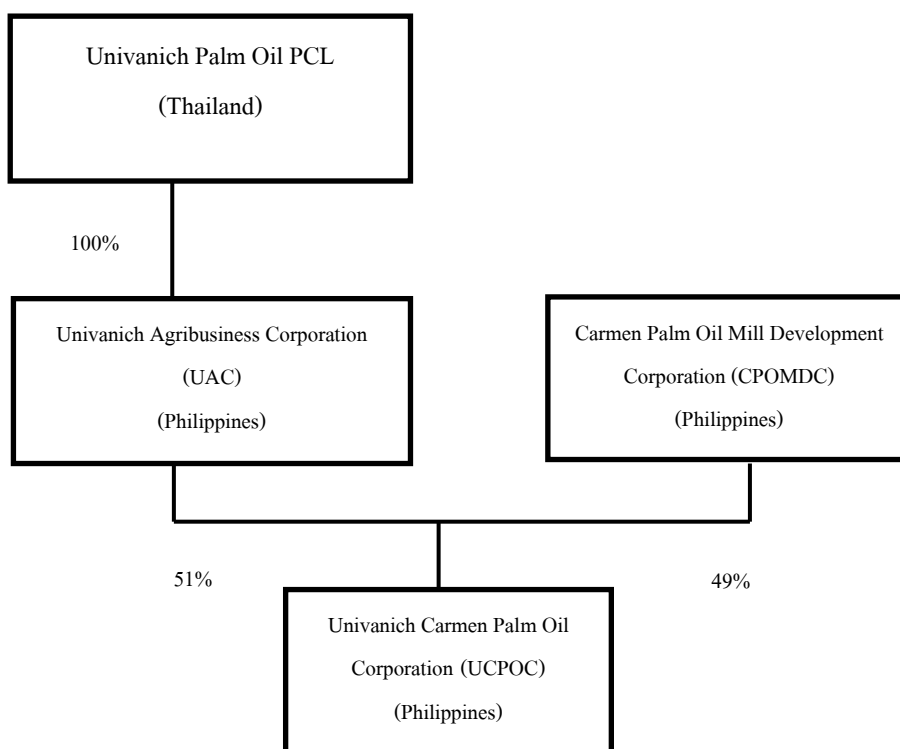 Univanich Palm Oil PCL
(Thailand)
100%
Univanich Agribusiness Corporation
(UAC)
(Philippines)
Carmen Palm Oil Mill Development
Corporation (CPOMDC)
(Philippines)
51%
49%
Univanich Carmen Palm Oil
Corporation (UCPOC)
(Philippines)